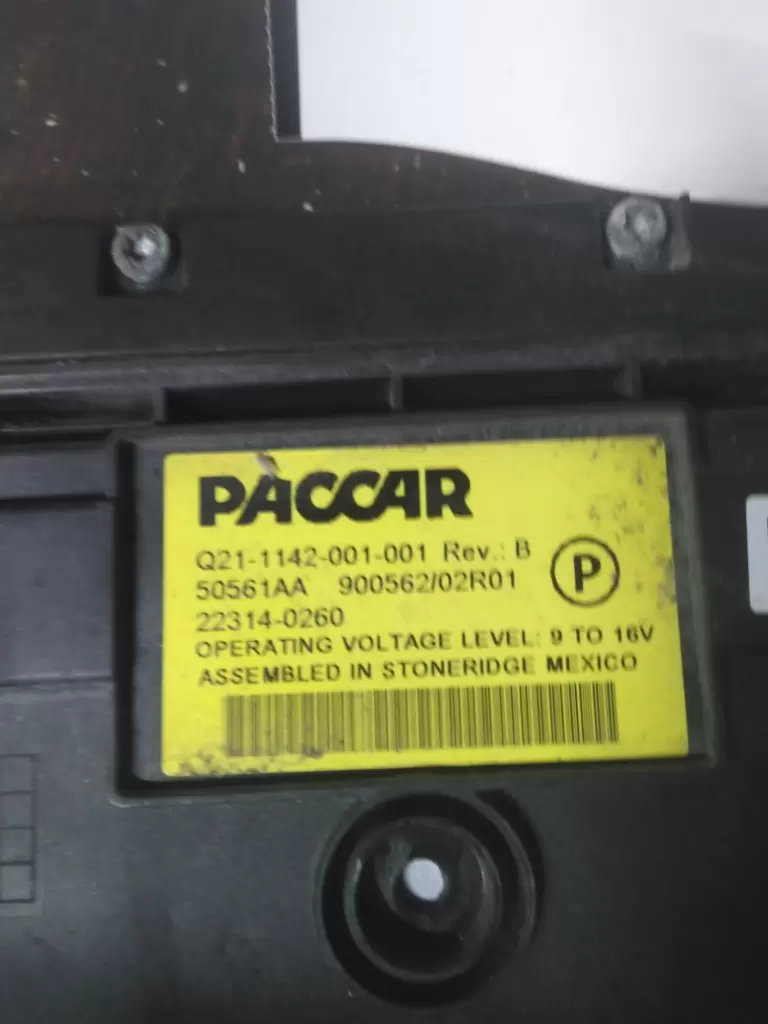 PACCAR
Q21-1142-001-001 Rev.: B
50561AA 900562/02R01
P
22314-0260
OPERATING VOLTAGE LEVEL: 9 TO 16V
ASSEMBLED IN STONERIDGE MEXICO